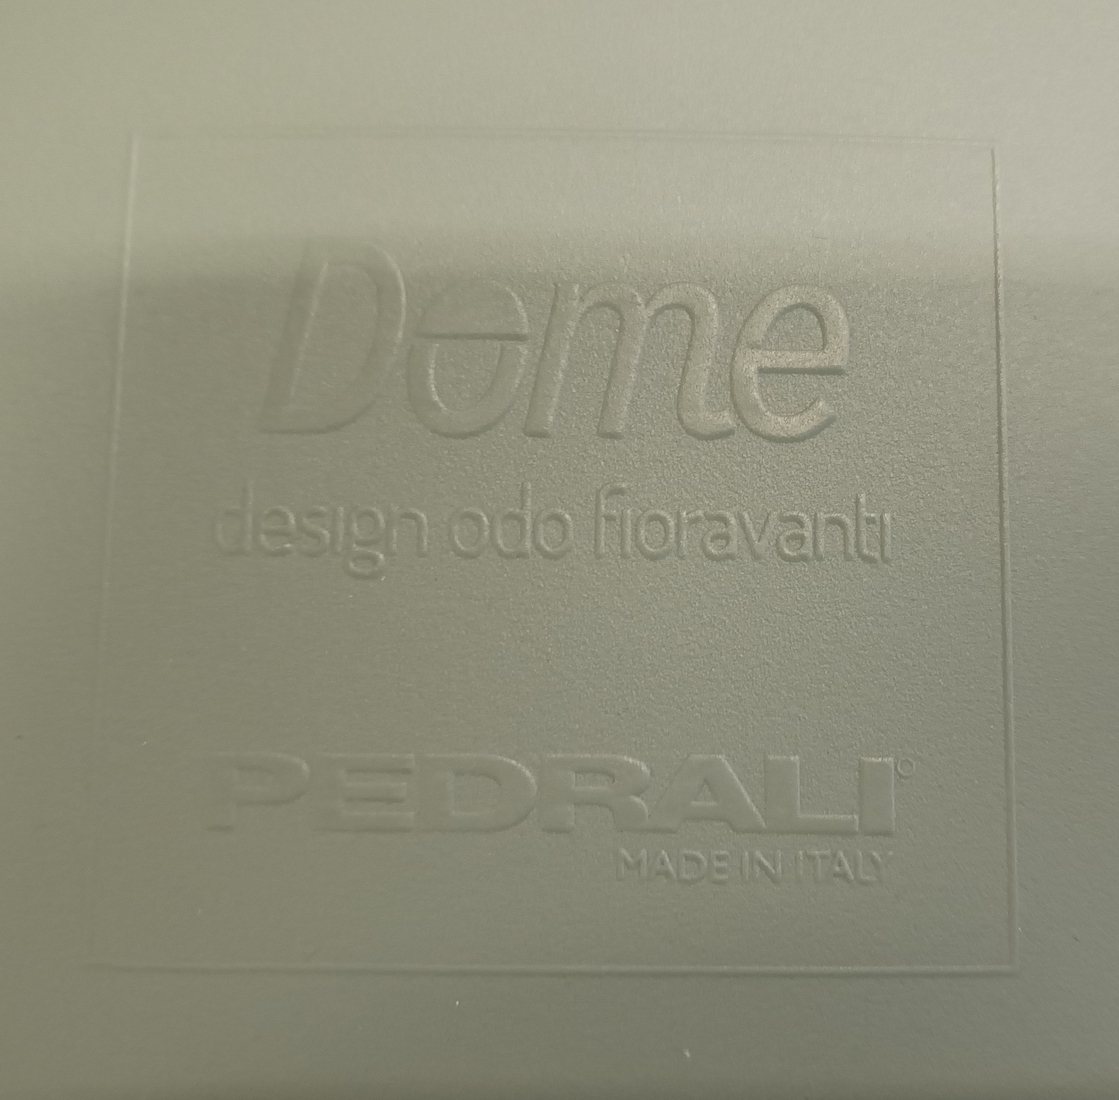 Dome
design odo fioravanti
PEDRALI®
MADE IN ITALY